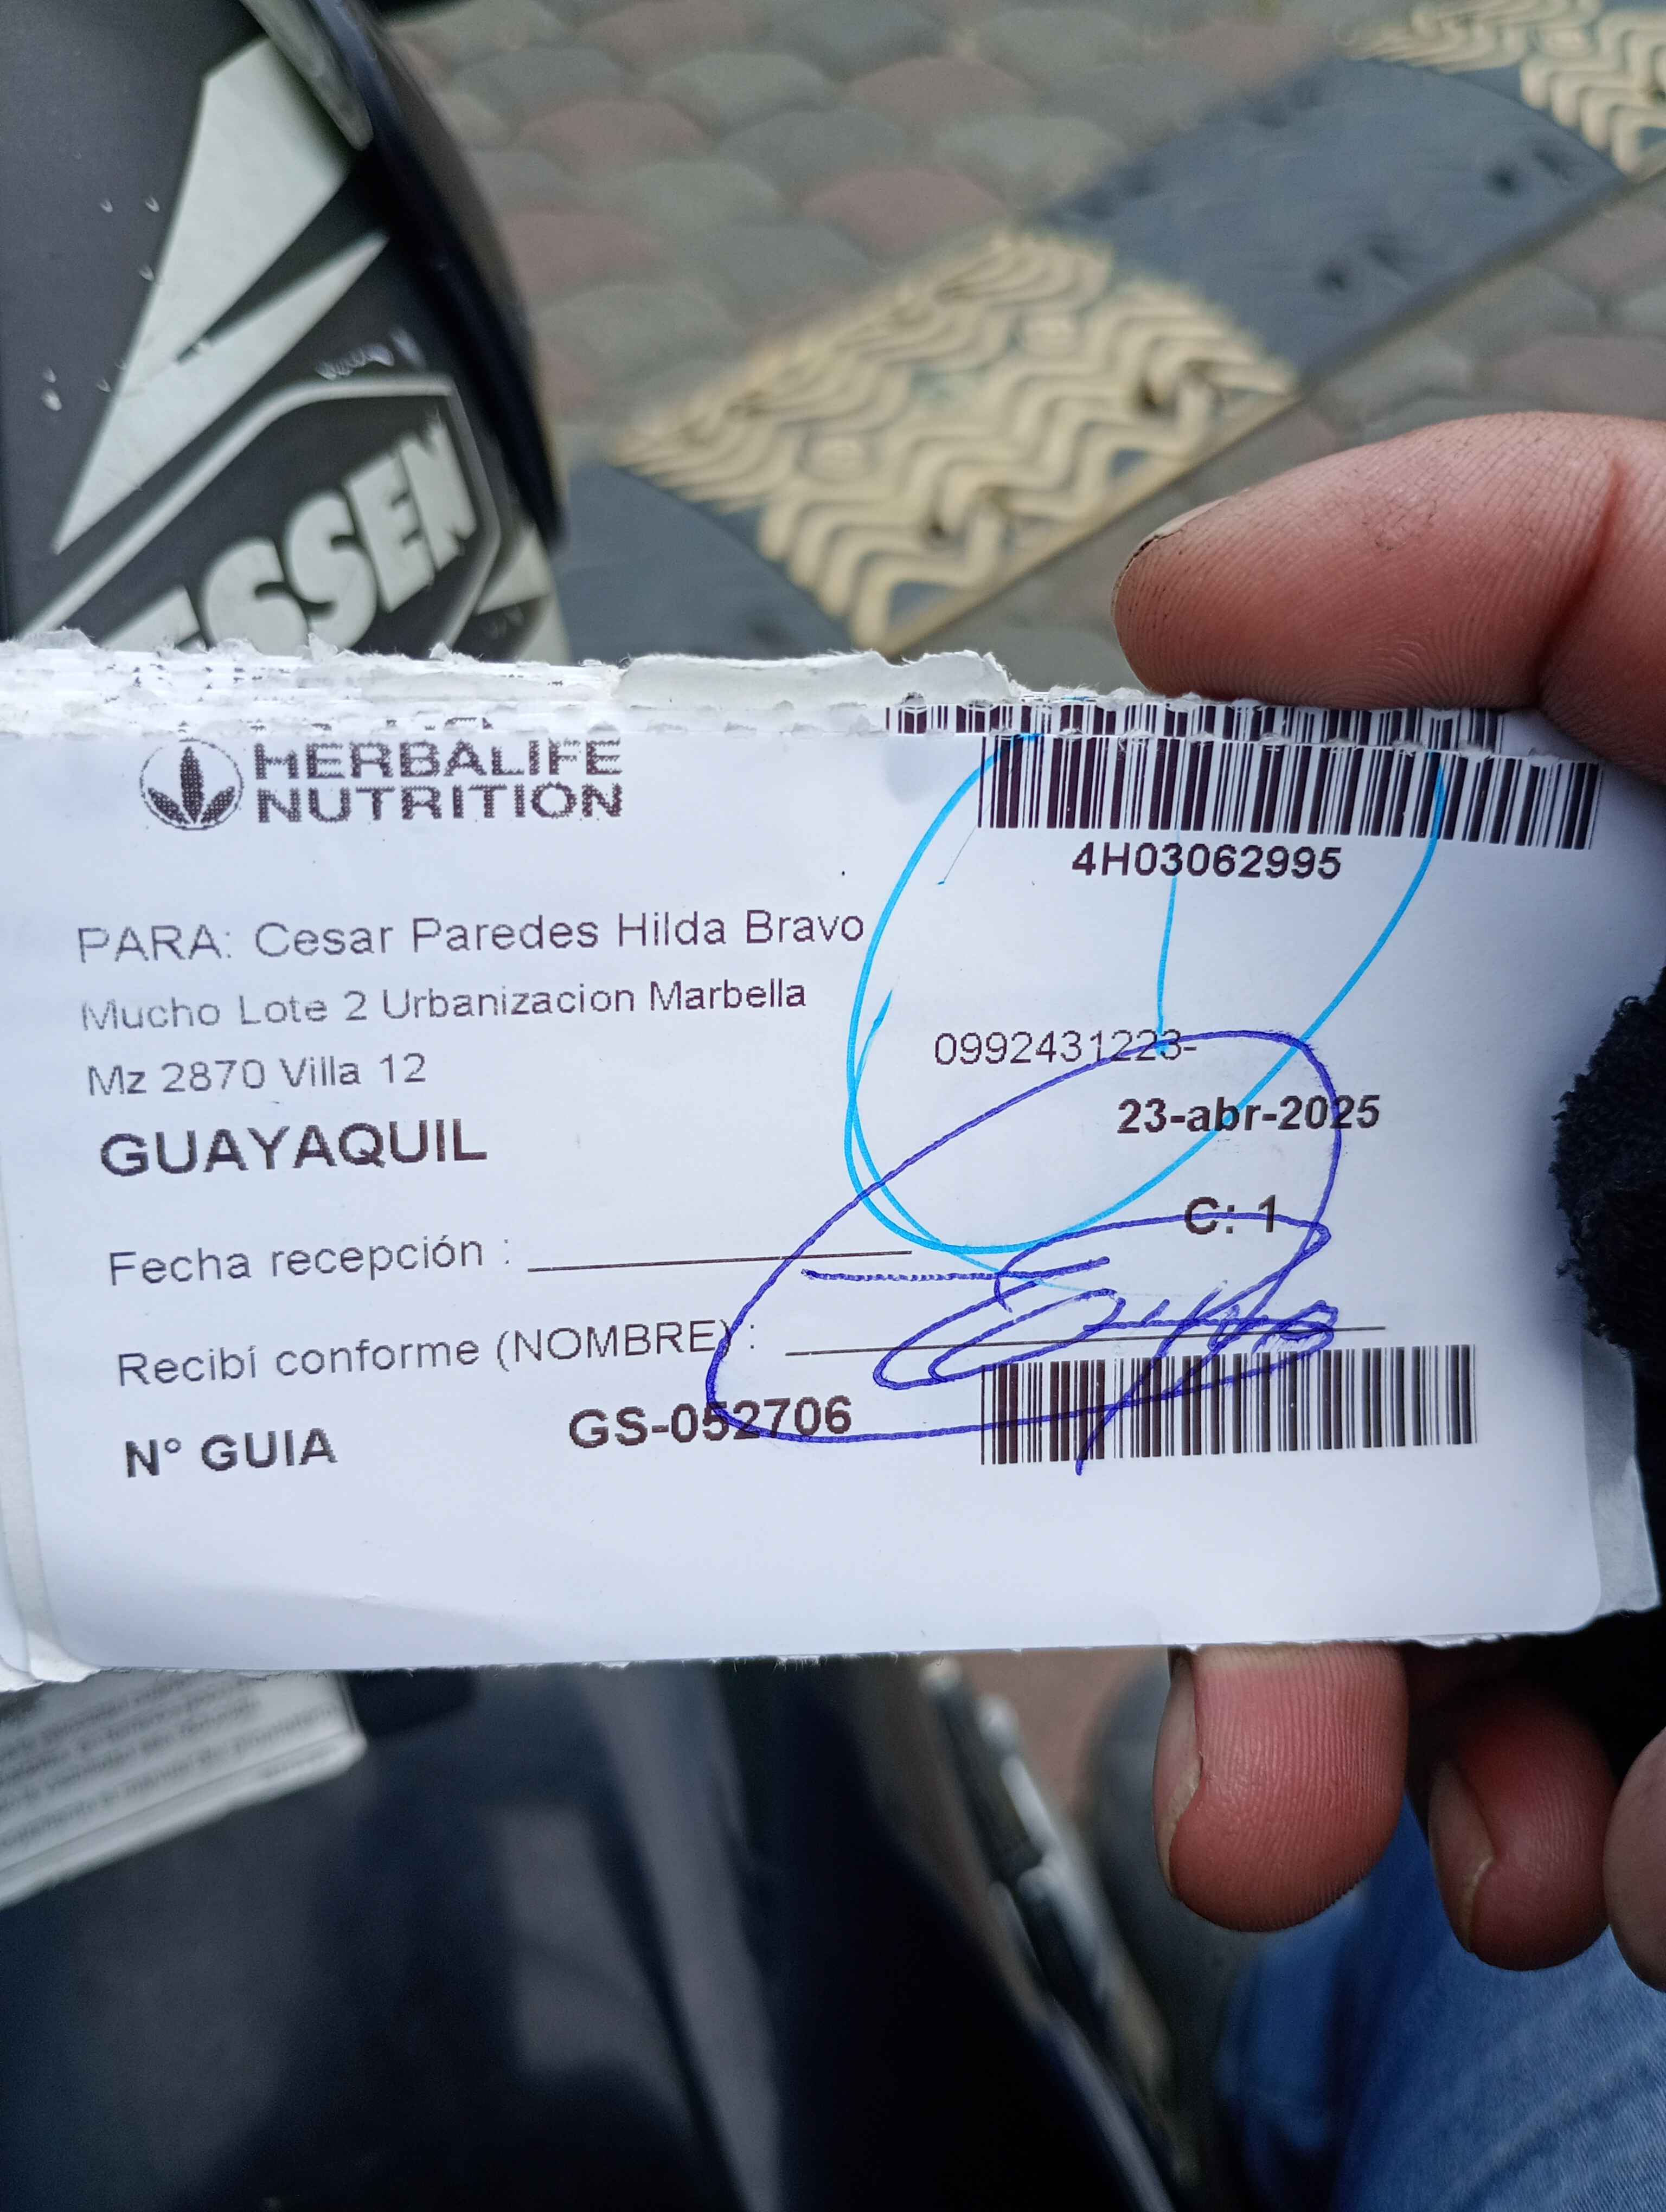 ESSEN
HERBALIFE
NUTRITION
4H03062995
PARA: Cesar Paredes Hilda Bravo
Mucho Lote 2 Urbanizacion Marbella
0992431223-
Mz 2870 Villa 12
23-abr-2025
GUAYAQUIL
C: 1
Fecha recepción :
Recibí conforme (NOMBRE) :
N° GUIA GS-052706